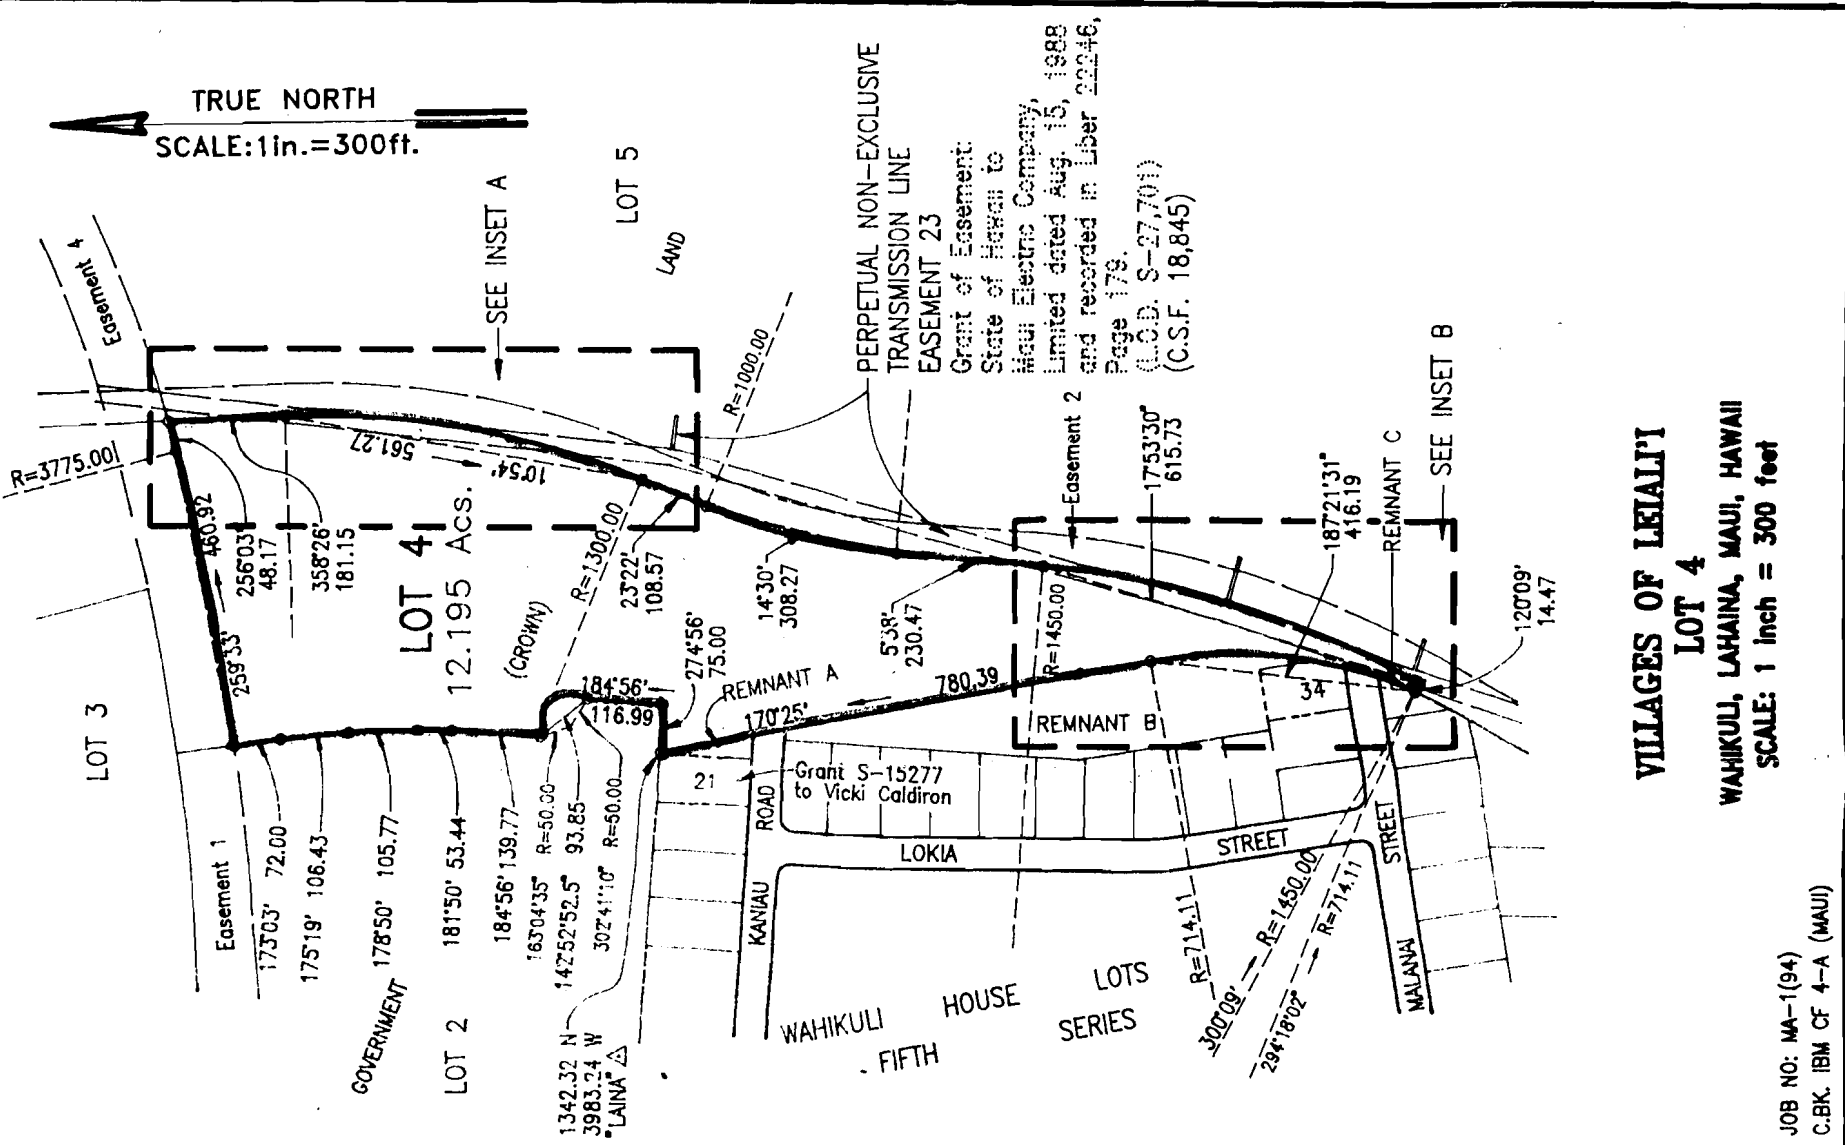 TRUE NORTH
SCALE:1in.=300ft.
Easement 4
SEE INSET A
LOT 5
LAND
R=3775.00
LOT 3
460.92
259°33'
256°03'
48.17
358°26'
181.15
561.27
10°54'
LOT 4
12.195 Acs.
(CROWN)
R=1300.00
R=1000.00
23°22'
108.57
14°30'
308.27
5°38'
230.47
PERPETUAL NON-EXCLUSIVE
TRANSMISSION LINE
EASEMENT 23
Grant of Easement:
State of Hawaii to
Maui Electric Company,
Limited dated Aug. 15, 1988
and recorded in Liber 22246,
Page 179.
(L.O.D. S-27,701)
(C.S.F. 18,845)
Easement 2
17°53'30"
615.73
187°21'31"
416.19
REMNANT C
SEE INSET B
120°09'
14.47
R=1450.00
34
REMNANT B
780.39
170°25'
REMNANT A
274°56'
75.00
184°56'
116.99
Easement 1
173°03' 72.00
175°19' 106.43
178°50' 105.77
181°50' 53.44
184°56' 139.77
163°04'35" R=50.00
142°52'52.5" 93.85
302°41'10" R=50.00
GOVERNMENT
LOT 2
1342.32 N
3983.24 W
"LAINA"
21
Grant S-15277
to Vicki Caldiron
KANIAU ROAD
LOKIA STREET
MALANAI STREET
R=714.11
300°09' R=1450.00
294°18'02" R=714.11
WAHIKULI HOUSE LOTS
FIFTH SERIES
VILLAGES OF LEIALI'I
LOT 4
WAHIKULI, LAHAINA, MAUI, HAWAII
SCALE: 1 inch = 300 feet
JOB NO: MA-1(94)
C.BK. IBM CF 4-A (MAUI)